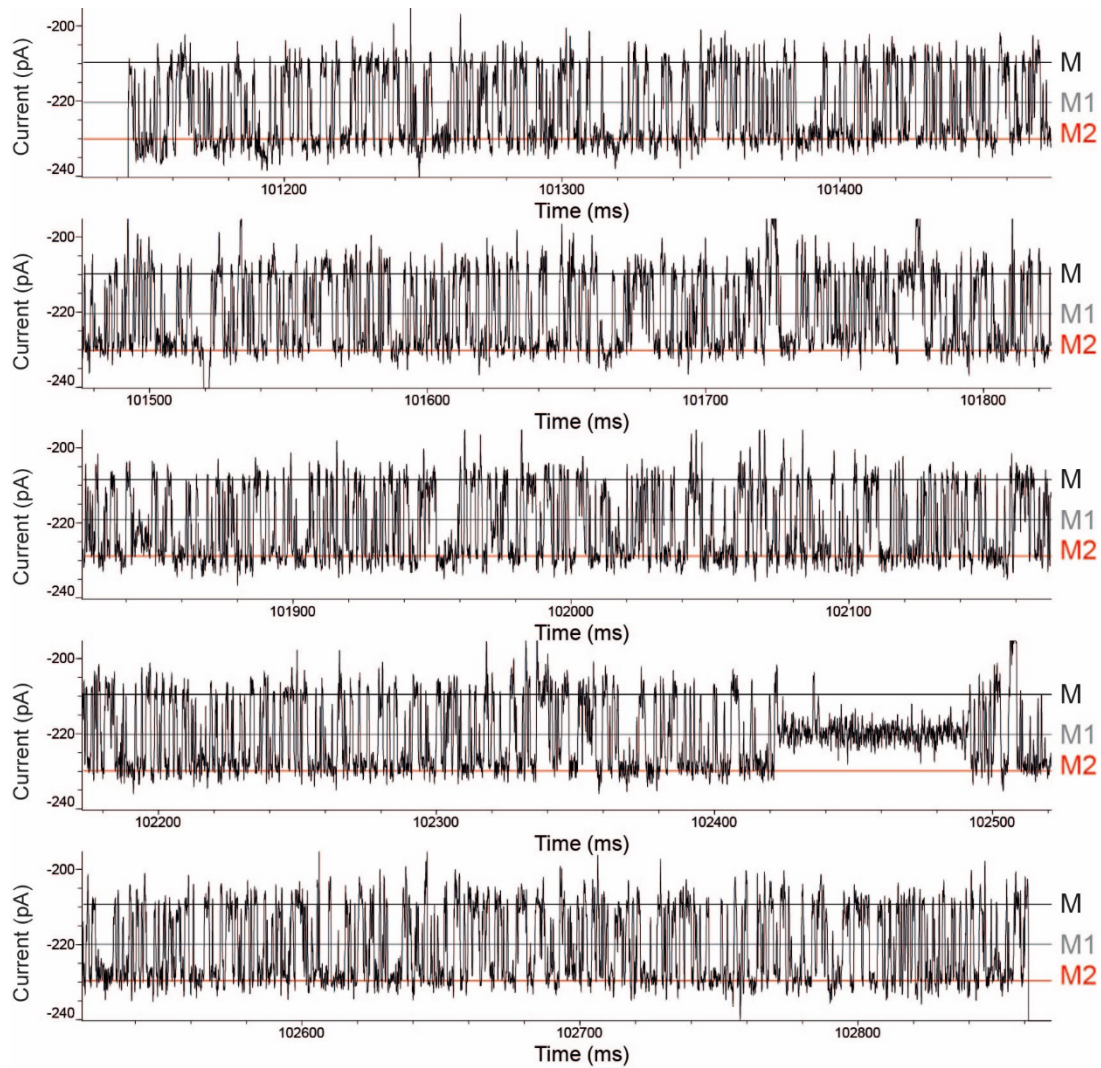 Current (pA)
-200
-220
-240
M
M1
M2
101200
101300
101400
Time (ms)
Current (pA)
-200
-220
-240
M
M1
M2
101500
101600
101700
101800
Time (ms)
Current (pA)
-200
-220
-240
M
M1
M2
101900
102000
102100
Time (ms)
Current (pA)
-200
-220
-240
M
M1
M2
102200
102300
102400
102500
Time (ms)
Current (pA)
-200
-220
-240
M
M1
M2
102600
102700
102800
Time (ms)